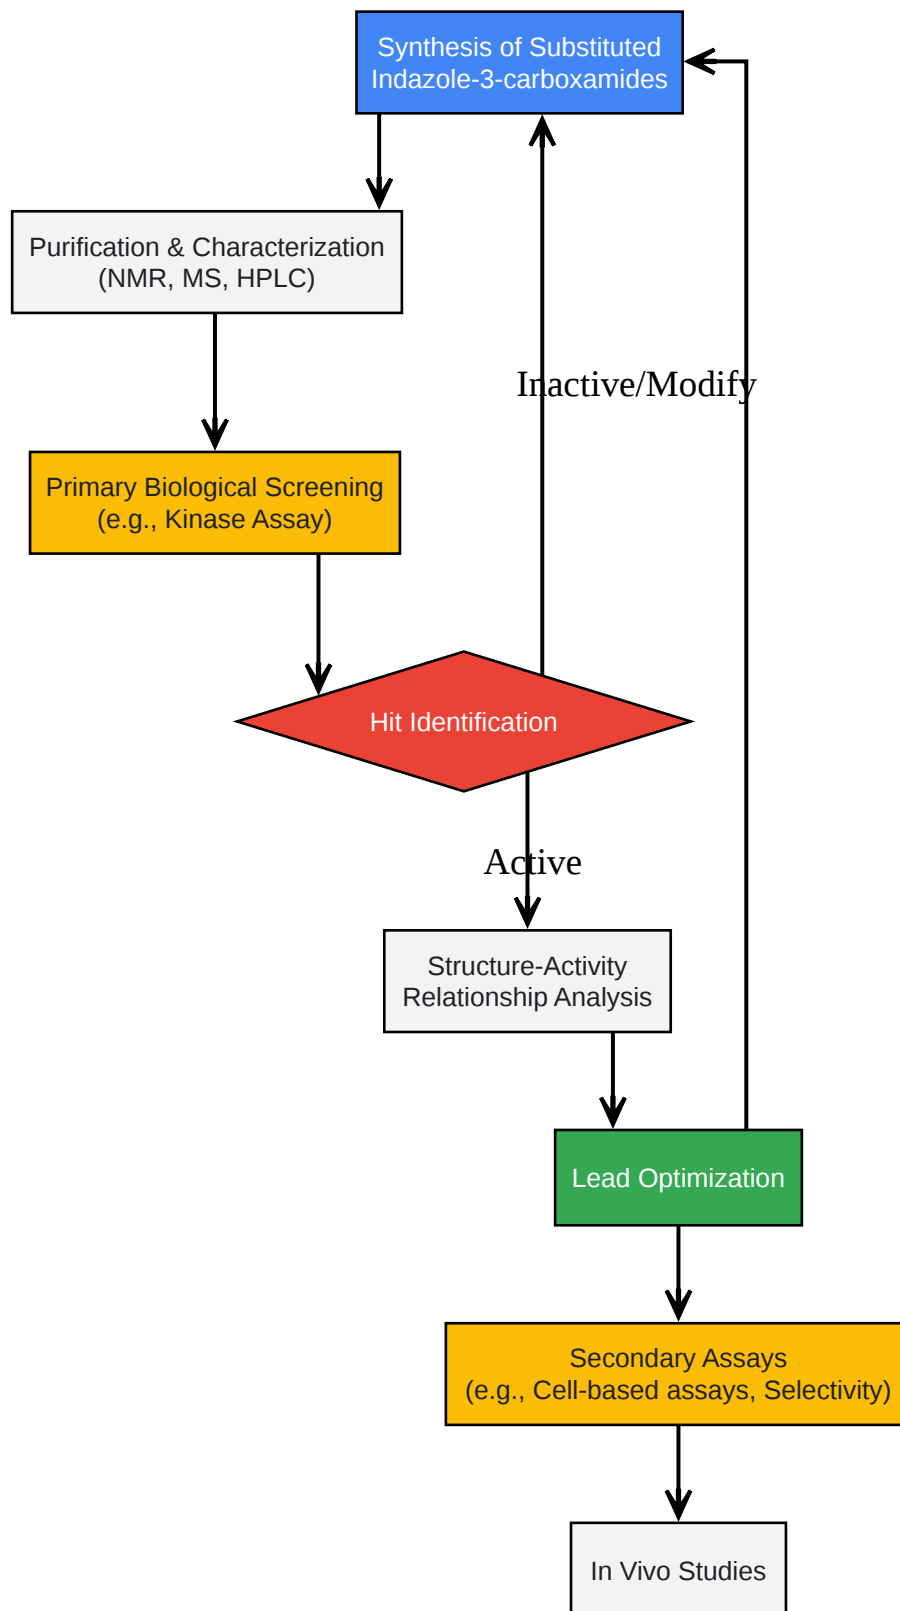 Synthesis of Substituted
Indazole-3-carboxamides
Purification & Characterization
(NMR, MS, HPLC)
Inactive/Modify
Primary Biological Screening
(e.g., Kinase Assay)
Hit Identification
Active
Structure-Activity
Relationship Analysis
Lead Optimization
Secondary Assays
(e.g., Cell-based assays, Selectivity)
In Vivo Studies